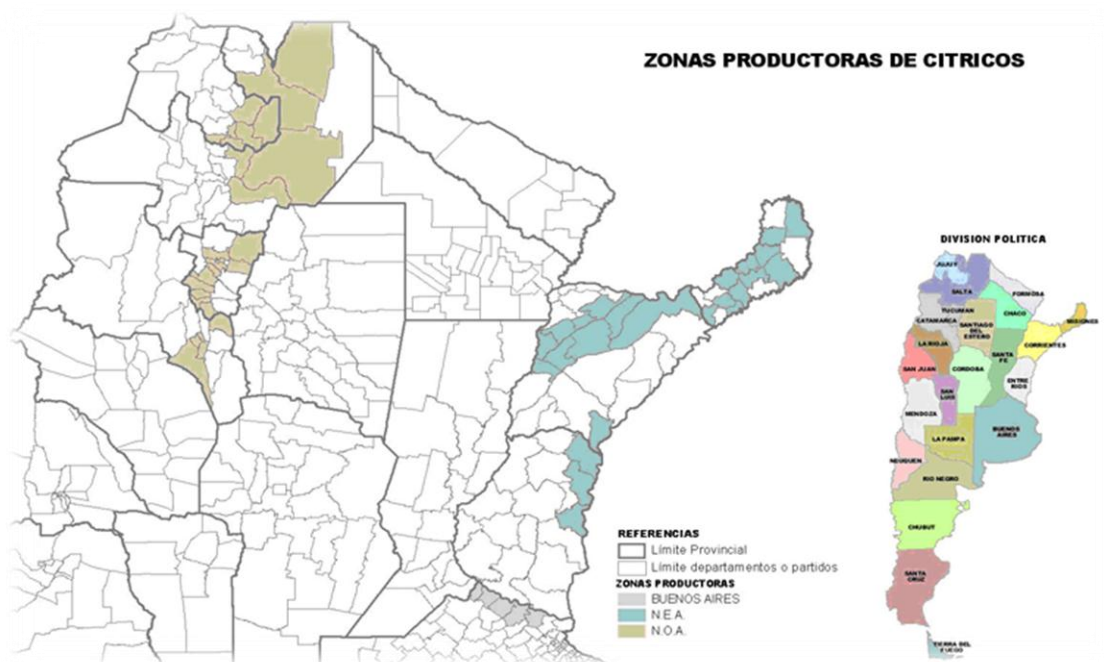 ZONAS PRODUCTORAS DE CITRICOS
DIVISION POLITICA
JUJUY
SALTA
FORMOSA
TUCUMAN
CHACO
CATAMARCA
SANTIAGO
DEL
ESTERO
MISIONES
LA RIOJA
CORRIENTES
SANTA
FE
SAN JUAN
CORDOBA
ENTRE
RIOS
SAN
LUIS
MENDOZA
BUENOS
AIRES
LA PAMPA
NEUQUEN
RIO NEGRO
CHUBUT
SANTA
CRUZ
TIERRA DEL
FUEGO
REFERENCIAS
Límite Provincial
Límite departamentos o partidos
ZONAS PRODUCTORAS
BUENOS AIRES
N.E.A.
N.O.A.